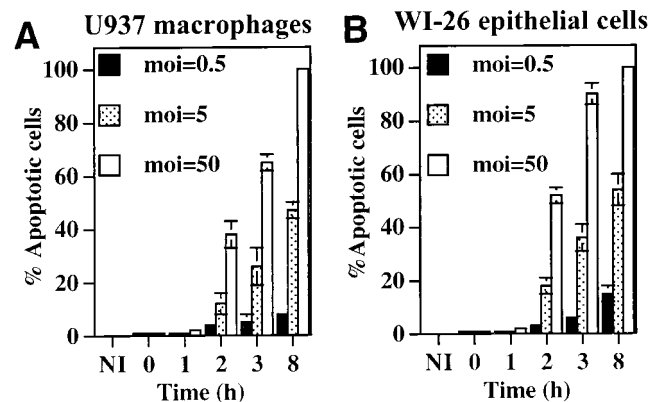 A U937 macrophages
% Apoptotic cells
100
80
60
40
20
0
moi=0.5
moi=5
moi=50
NI 0 1 2 3 8
Time (h)
B WI-26 epithelial cells
% Apoptotic cells
100
80
60
40
20
0
moi=0.5
moi=5
moi=50
NI 0 1 2 3 8
Time (h)